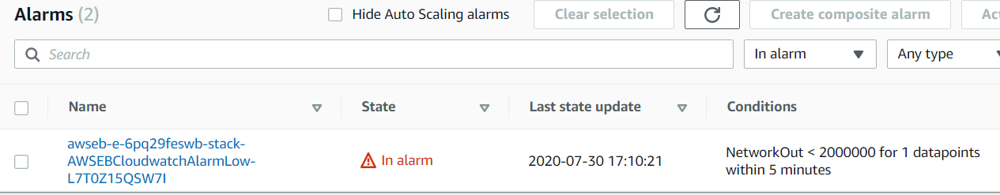 Alarms (2)
Hide Auto Scaling alarms
Clear selection
Create composite alarm
Search
In alarm
Any type
Name
State
Last state update
Conditions
awseb-e-6pq29feswb-stack-
AWSEBCloudwatchAlarmLow-
L7T0Z15QSW7I
In alarm
2020-07-30 17:10:21
NetworkOut < 2000000 for 1 datapoints
within 5 minutes